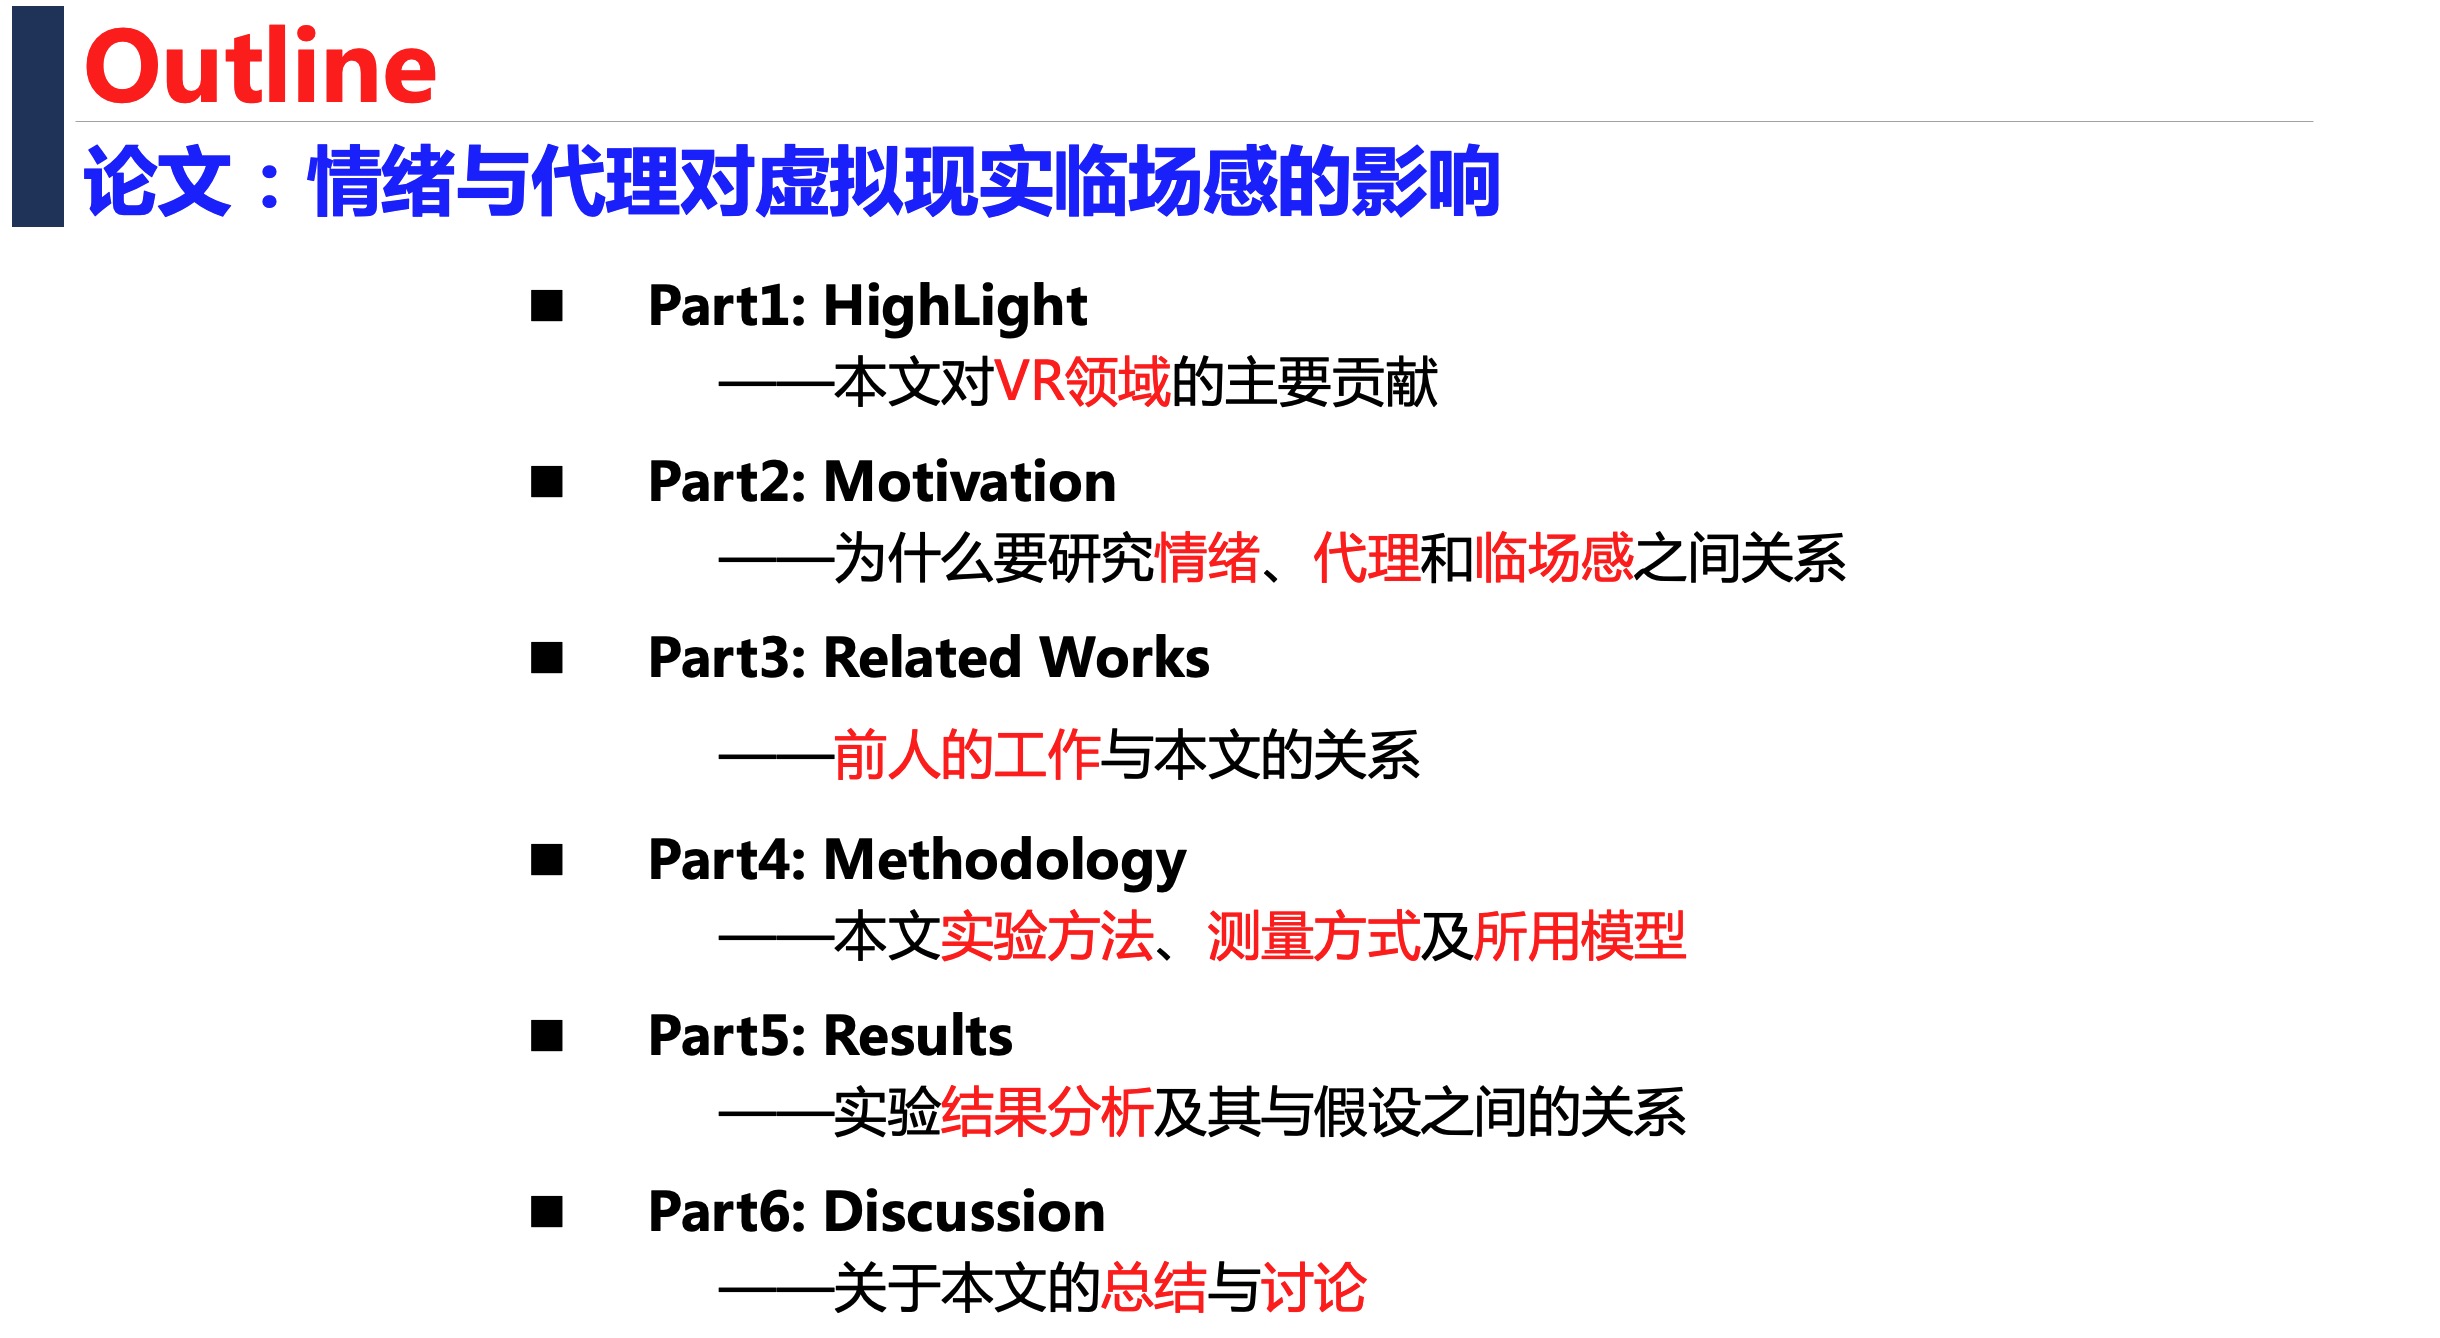 Outline
论文：情绪与代理对虚拟现实临场感的影响
■ Part1: HighLight
——本文对VR领域的主要贡献
■ Part2: Motivation
——为什么要研究情绪、代理和临场感之间关系
■ Part3: Related Works
——前人的工作与本文的关系
■ Part4: Methodology
——本文实验方法、测量方式及所用模型
■ Part5: Results
——实验结果分析及其与假设之间的关系
■ Part6: Discussion
——关于本文的总结与讨论